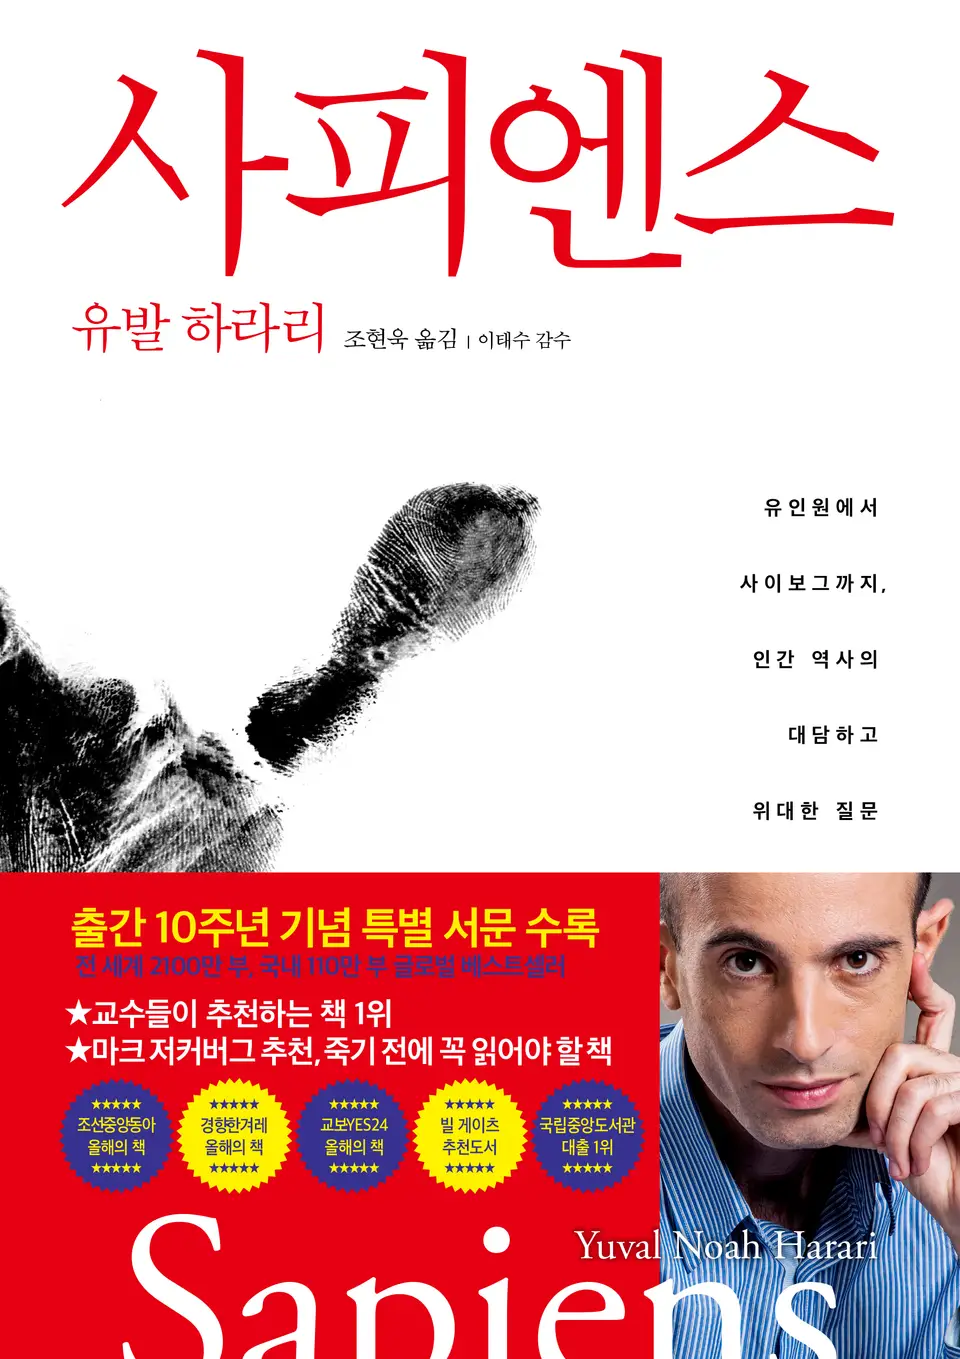 사피엔스
유발 하라리 조현욱 옮김 | 이태수 감수
유인원에서
사이보그까지,
인간 역사의
대담하고
위대한 질문
출간 10주년 기념 특별 서문 수록
전 세계 2100만 부, 국내 110만 부 글로벌 베스트셀러
★교수들이 추천하는 책 1위
★마크 저커버그 추천, 죽기 전에 꼭 읽어야 할 책
★★★★★
조선중앙동아
올해의 책
★★★★★
★★★★★
경향한겨레
올해의 책
★★★★★
★★★★★
교보YES24
올해의 책
★★★★★
★★★★★
빌 게이츠
추천도서
★★★★★
★★★★★
국립중앙도서관
대출 1위
★★★★★
Yuval Noah Harari
Sapiens